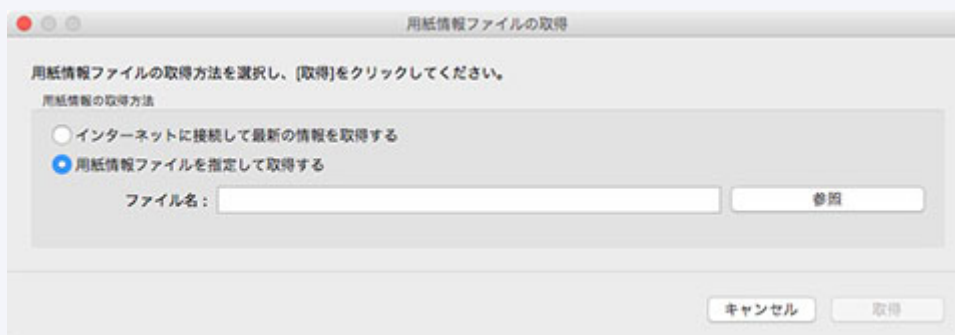 用紙情報ファイルの取得
用紙情報ファイルの取得方法を選択し、[取得]をクリックしてください。
用紙情報の取得方法
インターネットに接続して最新の情報を取得する
用紙情報ファイルを指定して取得する
ファイル名：
参照
キャンセル
取得